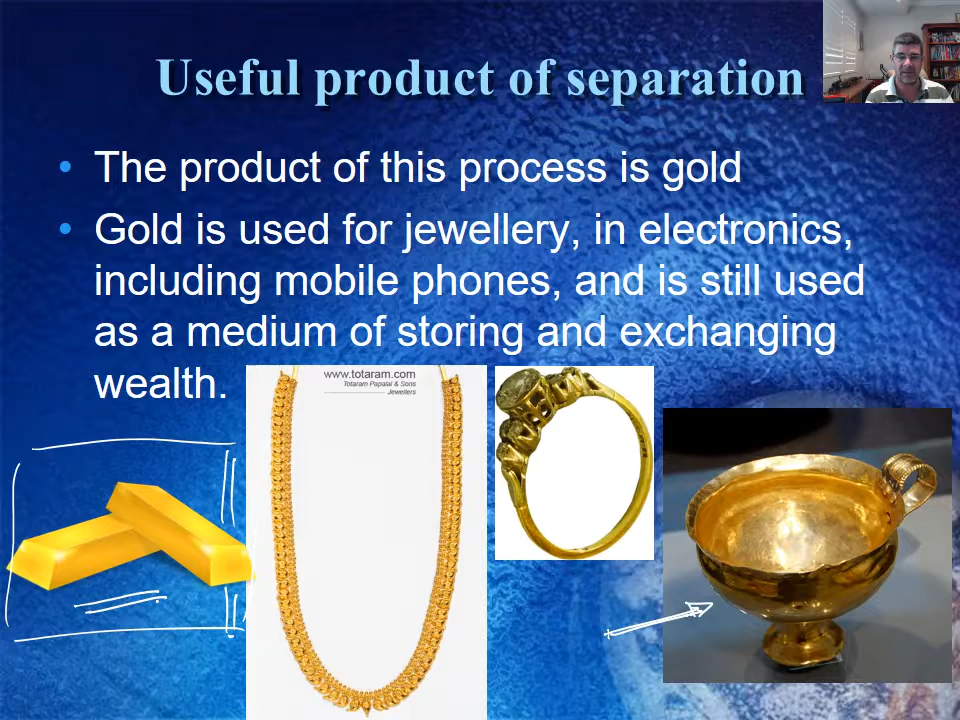 Useful product of separation
• The product of this process is gold
• Gold is used for jewellery, in electronics,
including mobile phones, and is still used
as a medium of storing and exchanging
wealth.
www.totaram.com
Totaram Papalal & Sons
Jewellers